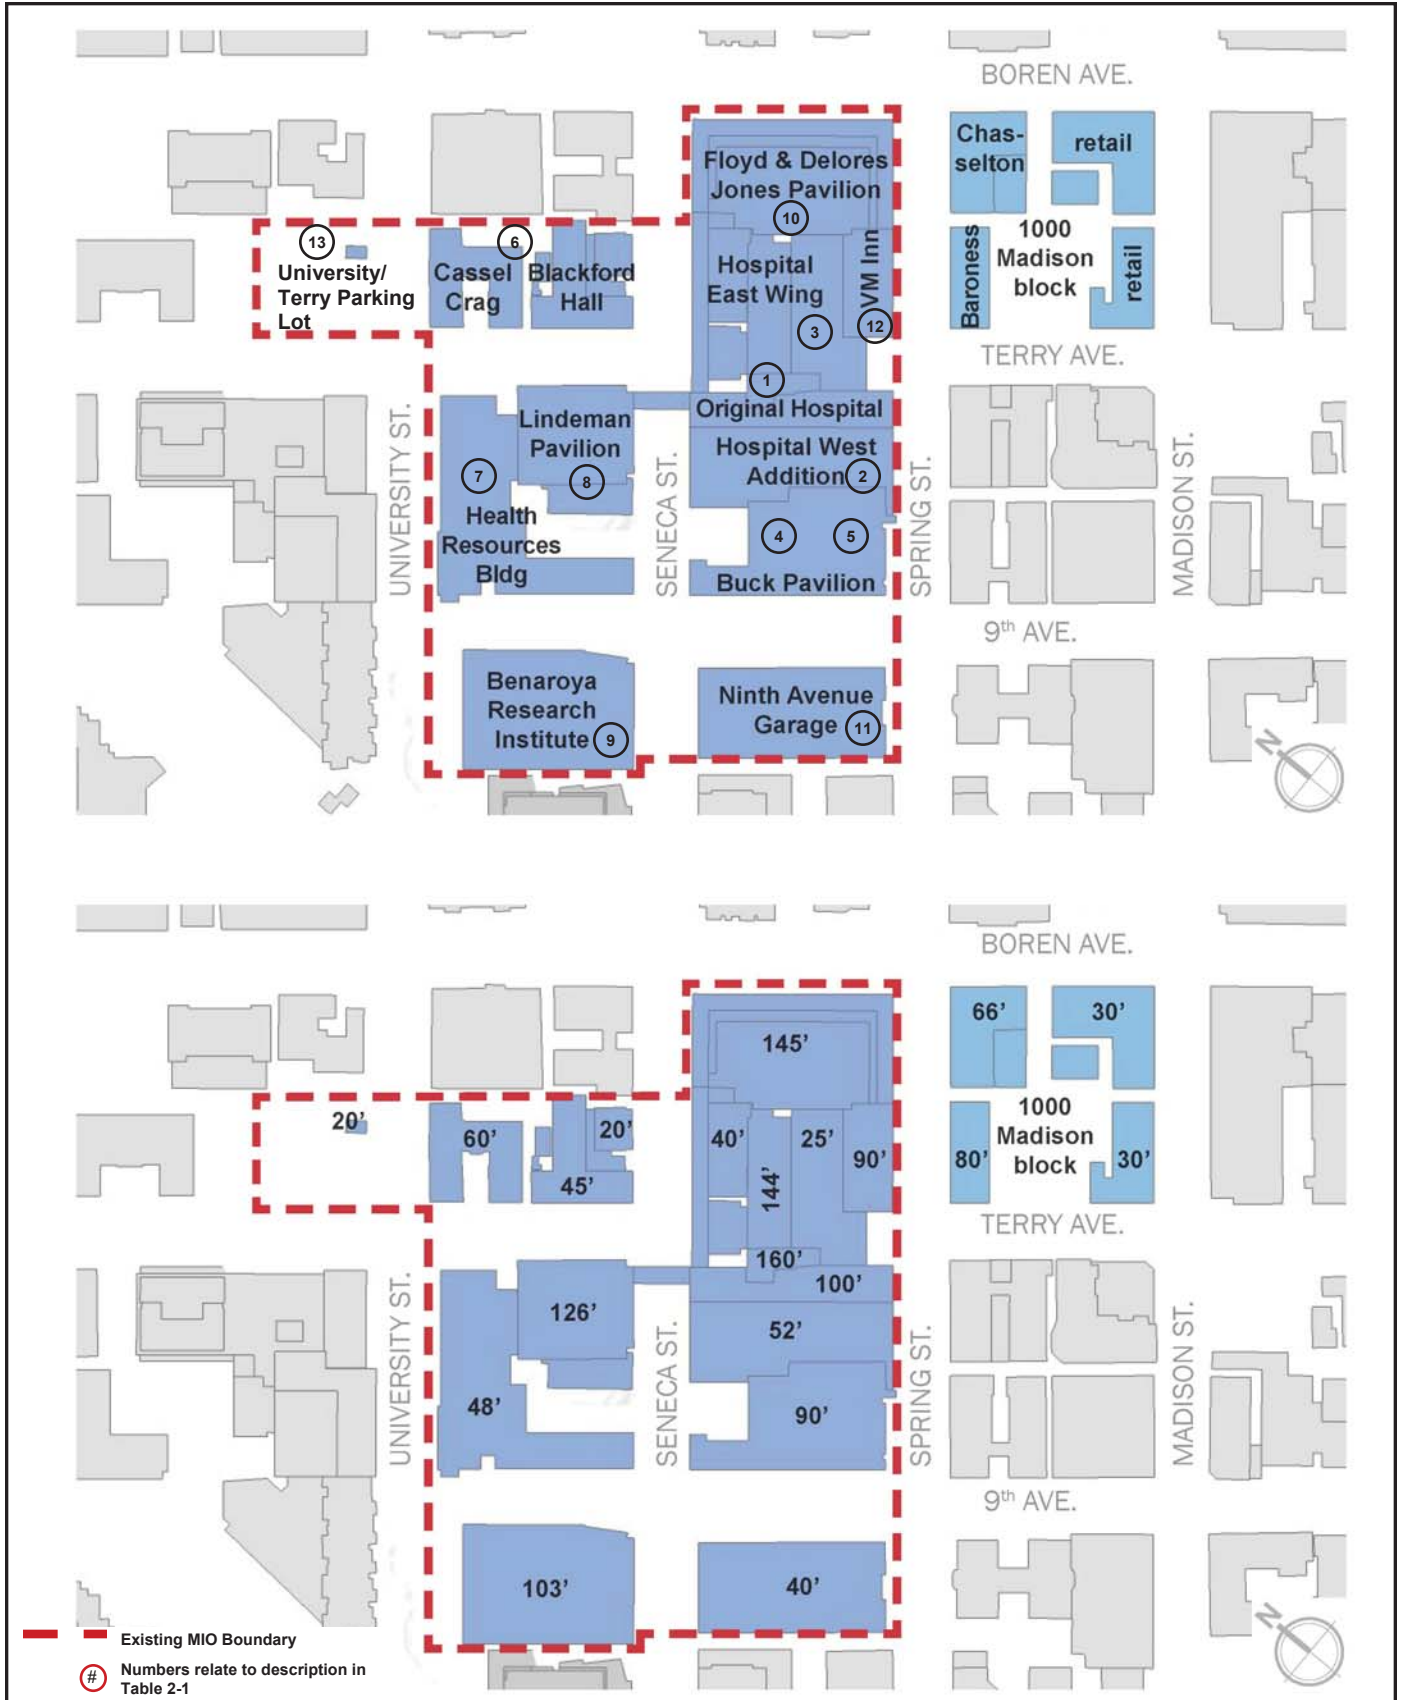 BOREN AVE.
Floyd & Delores
Jones Pavilion
10
Chas-
selton
retail
13
University/
Terry Parking
Lot
6
Cassel
Crag
Blackford
Hall
Hospital
East Wing
3
VM Inn
12
Baroness
1000
Madison
block
retail
TERRY AVE.
1
Original Hospital
Lindeman
Pavilion
8
Hospital West
Addition
2
7
Health
Resources
Bldg
4
5
Buck Pavilion
UNIVERSITY ST.
SENECA ST.
SPRING ST.
MADISON ST.
9th AVE.
Benaroya
Research
Institute
9
Ninth Avenue
Garage
11
N
BOREN AVE.
145'
66'
30'
20'
60'
20'
45'
40'
144'
25'
90'
80'
1000
Madison
block
30'
TERRY AVE.
160'
100'
126'
52'
48'
90'
UNIVERSITY ST.
SENECA ST.
SPRING ST.
MADISON ST.
9th AVE.
103'
40'
N
Existing MIO Boundary
#
Numbers relate to description in
Table 2-1